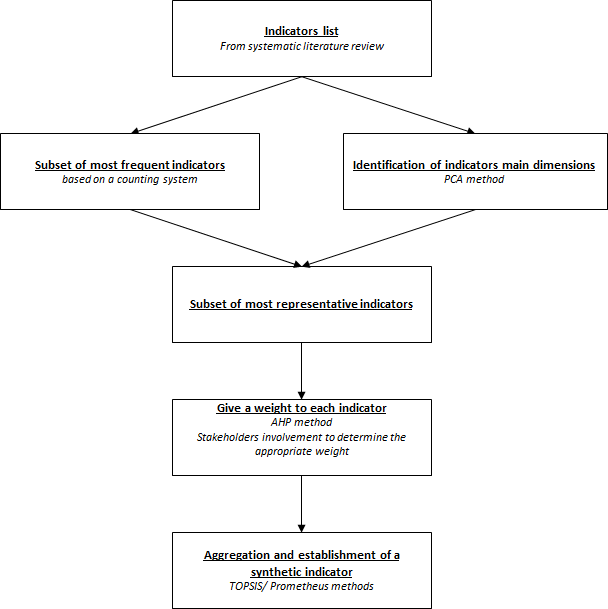 Indicators list
From systematic literature review
Subset of most frequent indicators
based on a counting system
Identification of indicators main dimensions
PCA method
Subset of most representative indicators
Give a weight to each indicator
AHP method
Stakeholders involvement to determine the
appropriate weight
Aggregation and establishment of a
synthetic indicator
TOPSIS/ Prometheus methods